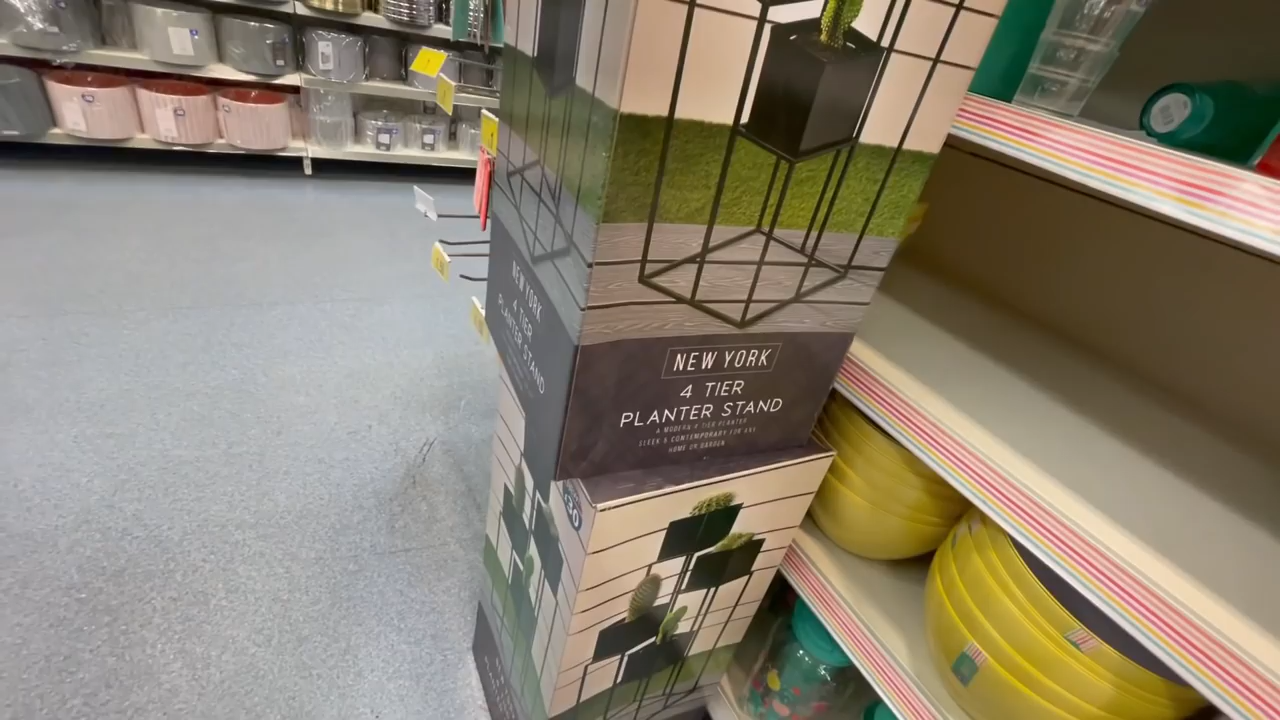 NEW YORK
4 TIER
PLANTER STAND
NEW YORK
4 TIER
PLANTER STAND
A MODERN 4 TIER PLANTER
SLEEK & CONTEMPORARY FOR ANY
HOME OR GARDEN
30